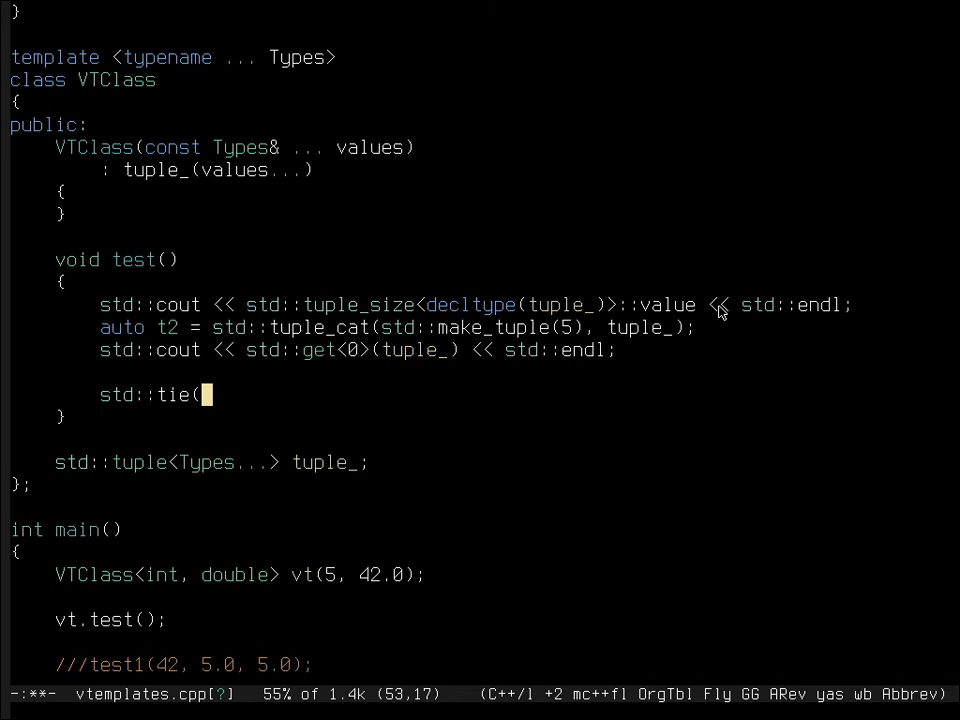 }
template <typename ... Types>
class VTClass
{
public:
    VTClass(const Types& ... values)
        : tuple_(values...)
    {
    }
    void test()
    {
        std::cout << std::tuple_size<decltype(tuple_)>::value << std::endl;
        auto t2 = std::tuple_cat(std::make_tuple(5), tuple_);
        std::cout << std::get<0>(tuple_) << std::endl;
        std::tie(
    }
    std::tuple<Types...> tuple_;
};
int main()
{
    VTClass<int, double> vt(5, 42.0);
    vt.test();
    ///test1(42, 5.0, 5.0);
-:**-  vtemplates.cpp[?]   55% of 1.4k (53,17)    (C++/l +2 mc++fl OrgTbl Fly GG ARev yas wb Abbrev)